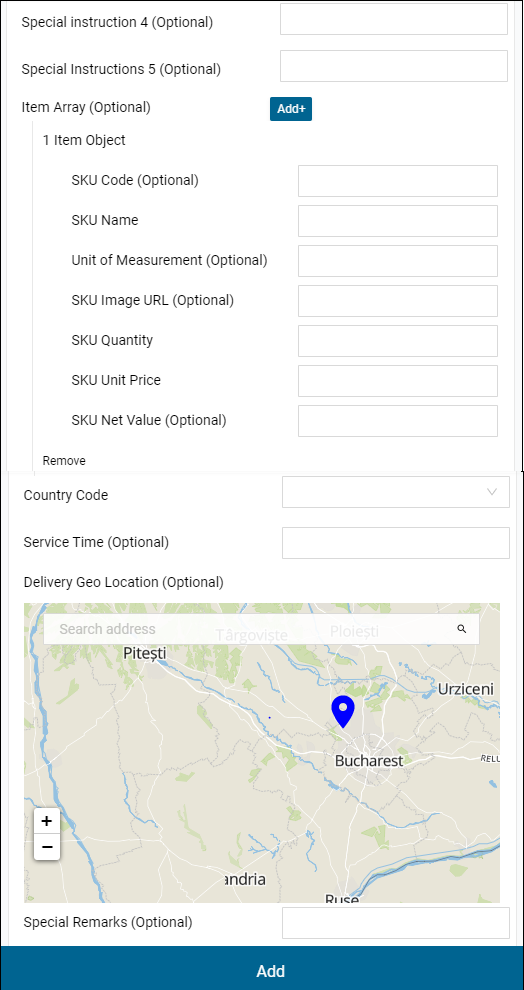 Special instruction 4 (Optional)
Special Instructions 5 (Optional)
Item Array (Optional) Add+
1 Item Object
SKU Code (Optional)
SKU Name
Unit of Measurement (Optional)
SKU Image URL (Optional)
SKU Quantity
SKU Unit Price
SKU Net Value (Optional)
Remove
Country Code
Service Time (Optional)
Delivery Geo Location (Optional)
Search address
Târgoviște Ploiești
Pitești
Urziceni
Bucharest
RELU
+
−
andria
Ruse
Special Remarks (Optional)
Add